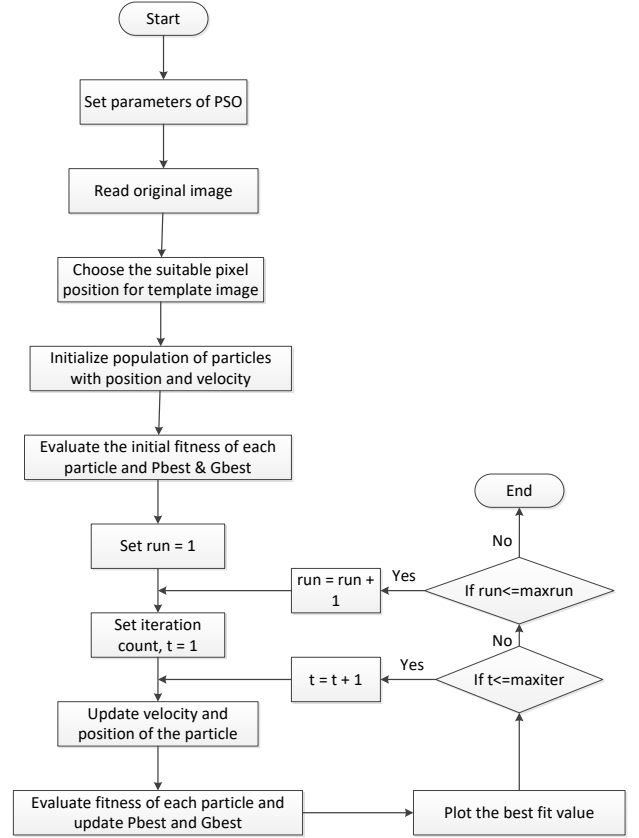 Start
Set parameters of PSO
Read original image
Choose the suitable pixel
position for template image
Initialize population of particles
with position and velocity
Evaluate the initial fitness of each
particle and Pbest & Gbest
Set run = 1
Set iteration
count, t = 1
Update velocity and
position of the particle
Evaluate fitness of each particle and
update Pbest and Gbest
Plot the best fit value
If t<=maxiter
Yes
t = t + 1
No
If run<=maxrun
Yes
run = run +
1
No
End